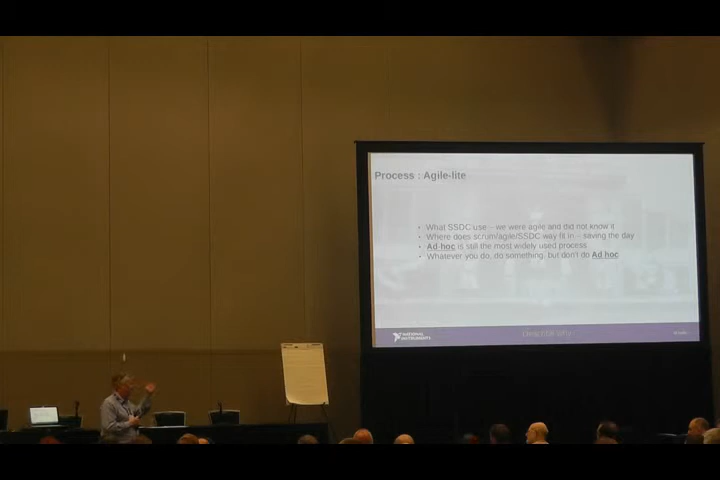 Process : Agile-lite
• What SSDC use – we were agile and did not know it
• Where does scrum/agile/SSDC way fit in – saving the day
• Ad-hoc is still the most widely used process
• Whatever you do, do something, but don't do Ad hoc
NATIONAL
INSTRUMENTS